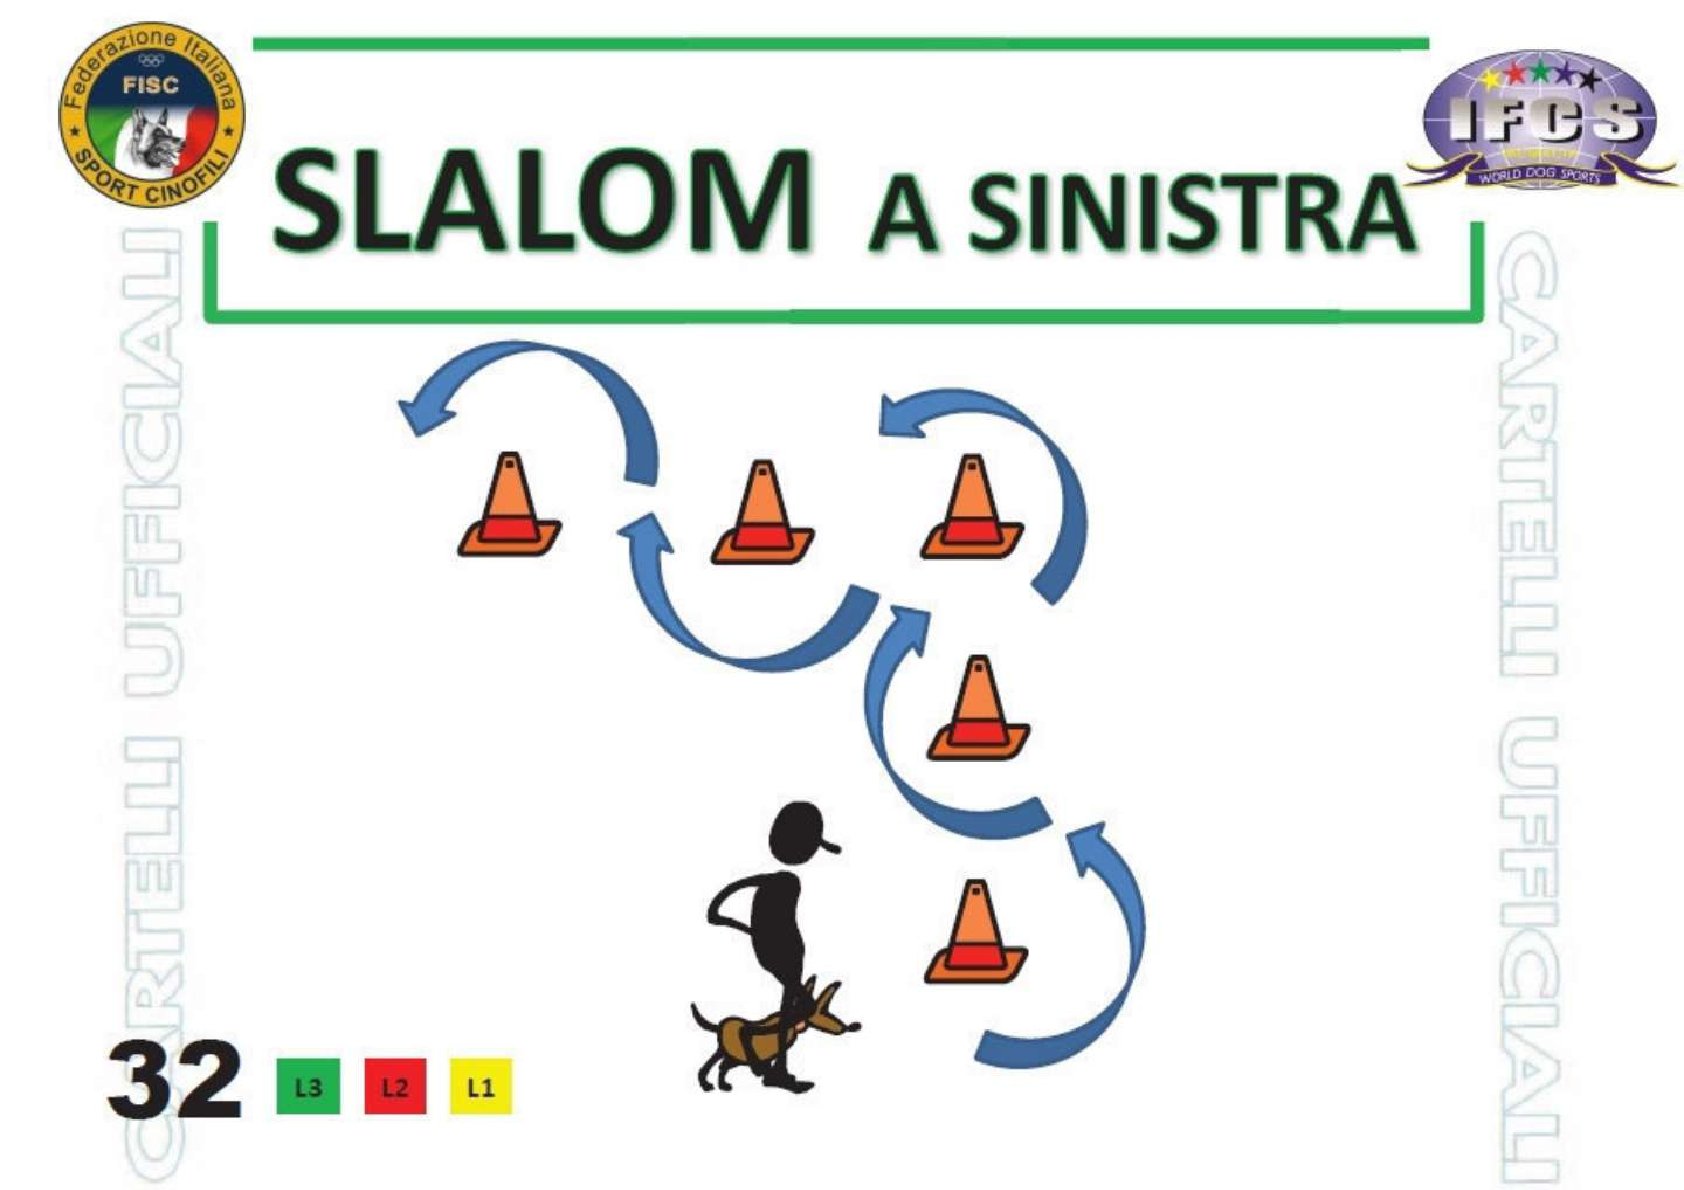 Federazione Italiana
FISC
SPORT CINOFILI
IFCS
WORLD DOG SPORTS
SLALOM A SINISTRA
CARTELLI UFFICIALI
CARTELLI UFFICIALI
32 L3 L2 L1